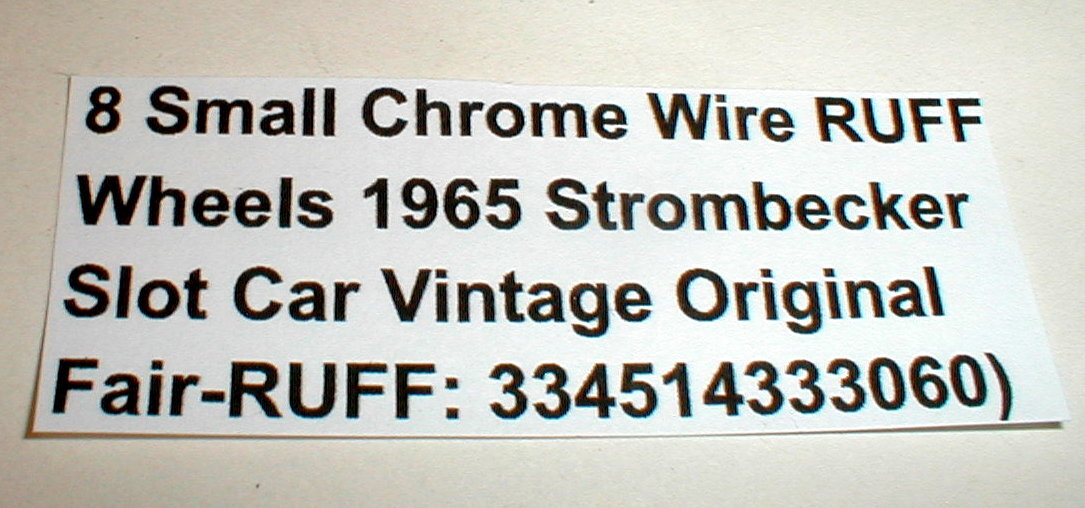 8 Small Chrome Wire RUFF
Wheels 1965 Strombecker
Slot Car Vintage Original
Fair-RUFF: 334514333060)